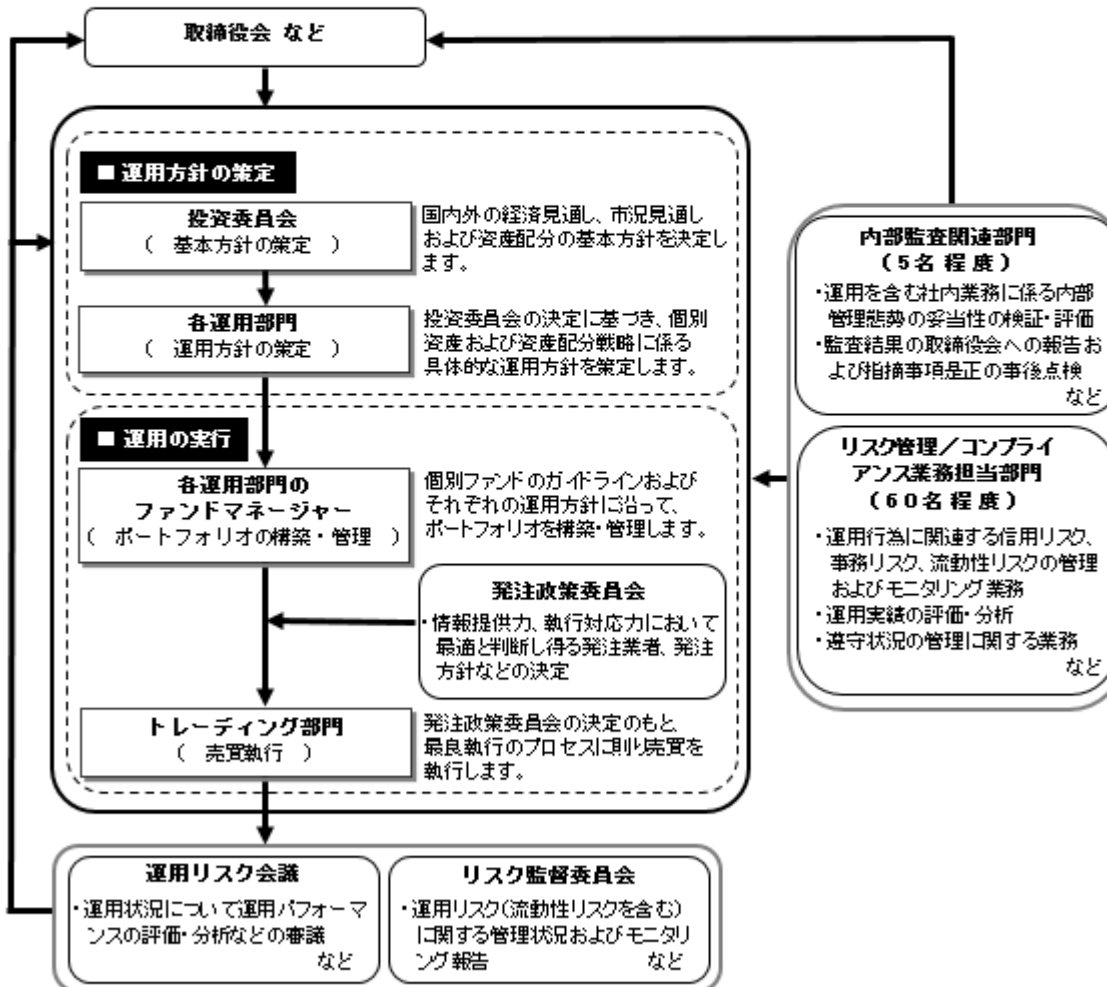 取締役会 など
■ 運用方針の策定
投資委員会
( 基本方針の策定 )
国内外の経済見通し、市況見通し
および資産配分の基本方針を決定し
ます。
各運用部門
( 運用方針の策定 )
投資委員会の決定に基づき、個別
資産および資産配分戦略に係る
具体的な運用方針を策定します。
■ 運用の実行
各運用部門の
ファンドマネージャー
( ポートフォリオの構築・管理 )
個別ファンドのガイドラインおよび
それぞれの運用方針に沿って、
ポートフォリオを構築・管理します。
発注政策委員会
・情報提供力、執行対応力において
最適と判断し得る発注業者、発注
方針などの決定
トレーディング部門
( 売買執行 )
発注政策委員会の決定のもと、
最良執行のプロセスに則り売買を
執行します。
運用リスク会議
・運用状況について運用パフォーマ
ンスの評価・分析などの審議
など
リスク監督委員会
・運用リスク(流動性リスクを含む)
に関する管理状況およびモニタリ
ング報告 など
内部監査関連部門
(5名程度)
・運用を含む社内業務に係る内部
管理態勢の妥当性の検証・評価
・監査結果の取締役会への報告お
よび指摘事項是正の事後点検
など
リスク管理/コンプライ
アンス業務担当部門
(60名程度)
・運用行為に関連する信用リスク、
事務リスク、流動性リスクの管理
およびモニタリング業務
・運用実績の評価・分析
・遵守状況の管理に関する業務
など